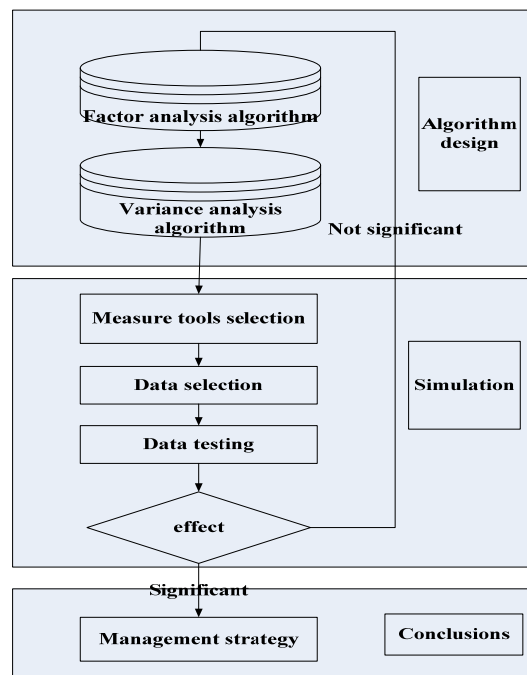 Factor analysis algorithm
Algorithm
design
Variance analysis
algorithm
Not significant
Measure tools selection
Data selection
Simulation
Data testing
effect
Significant
Management strategy
Conclusions